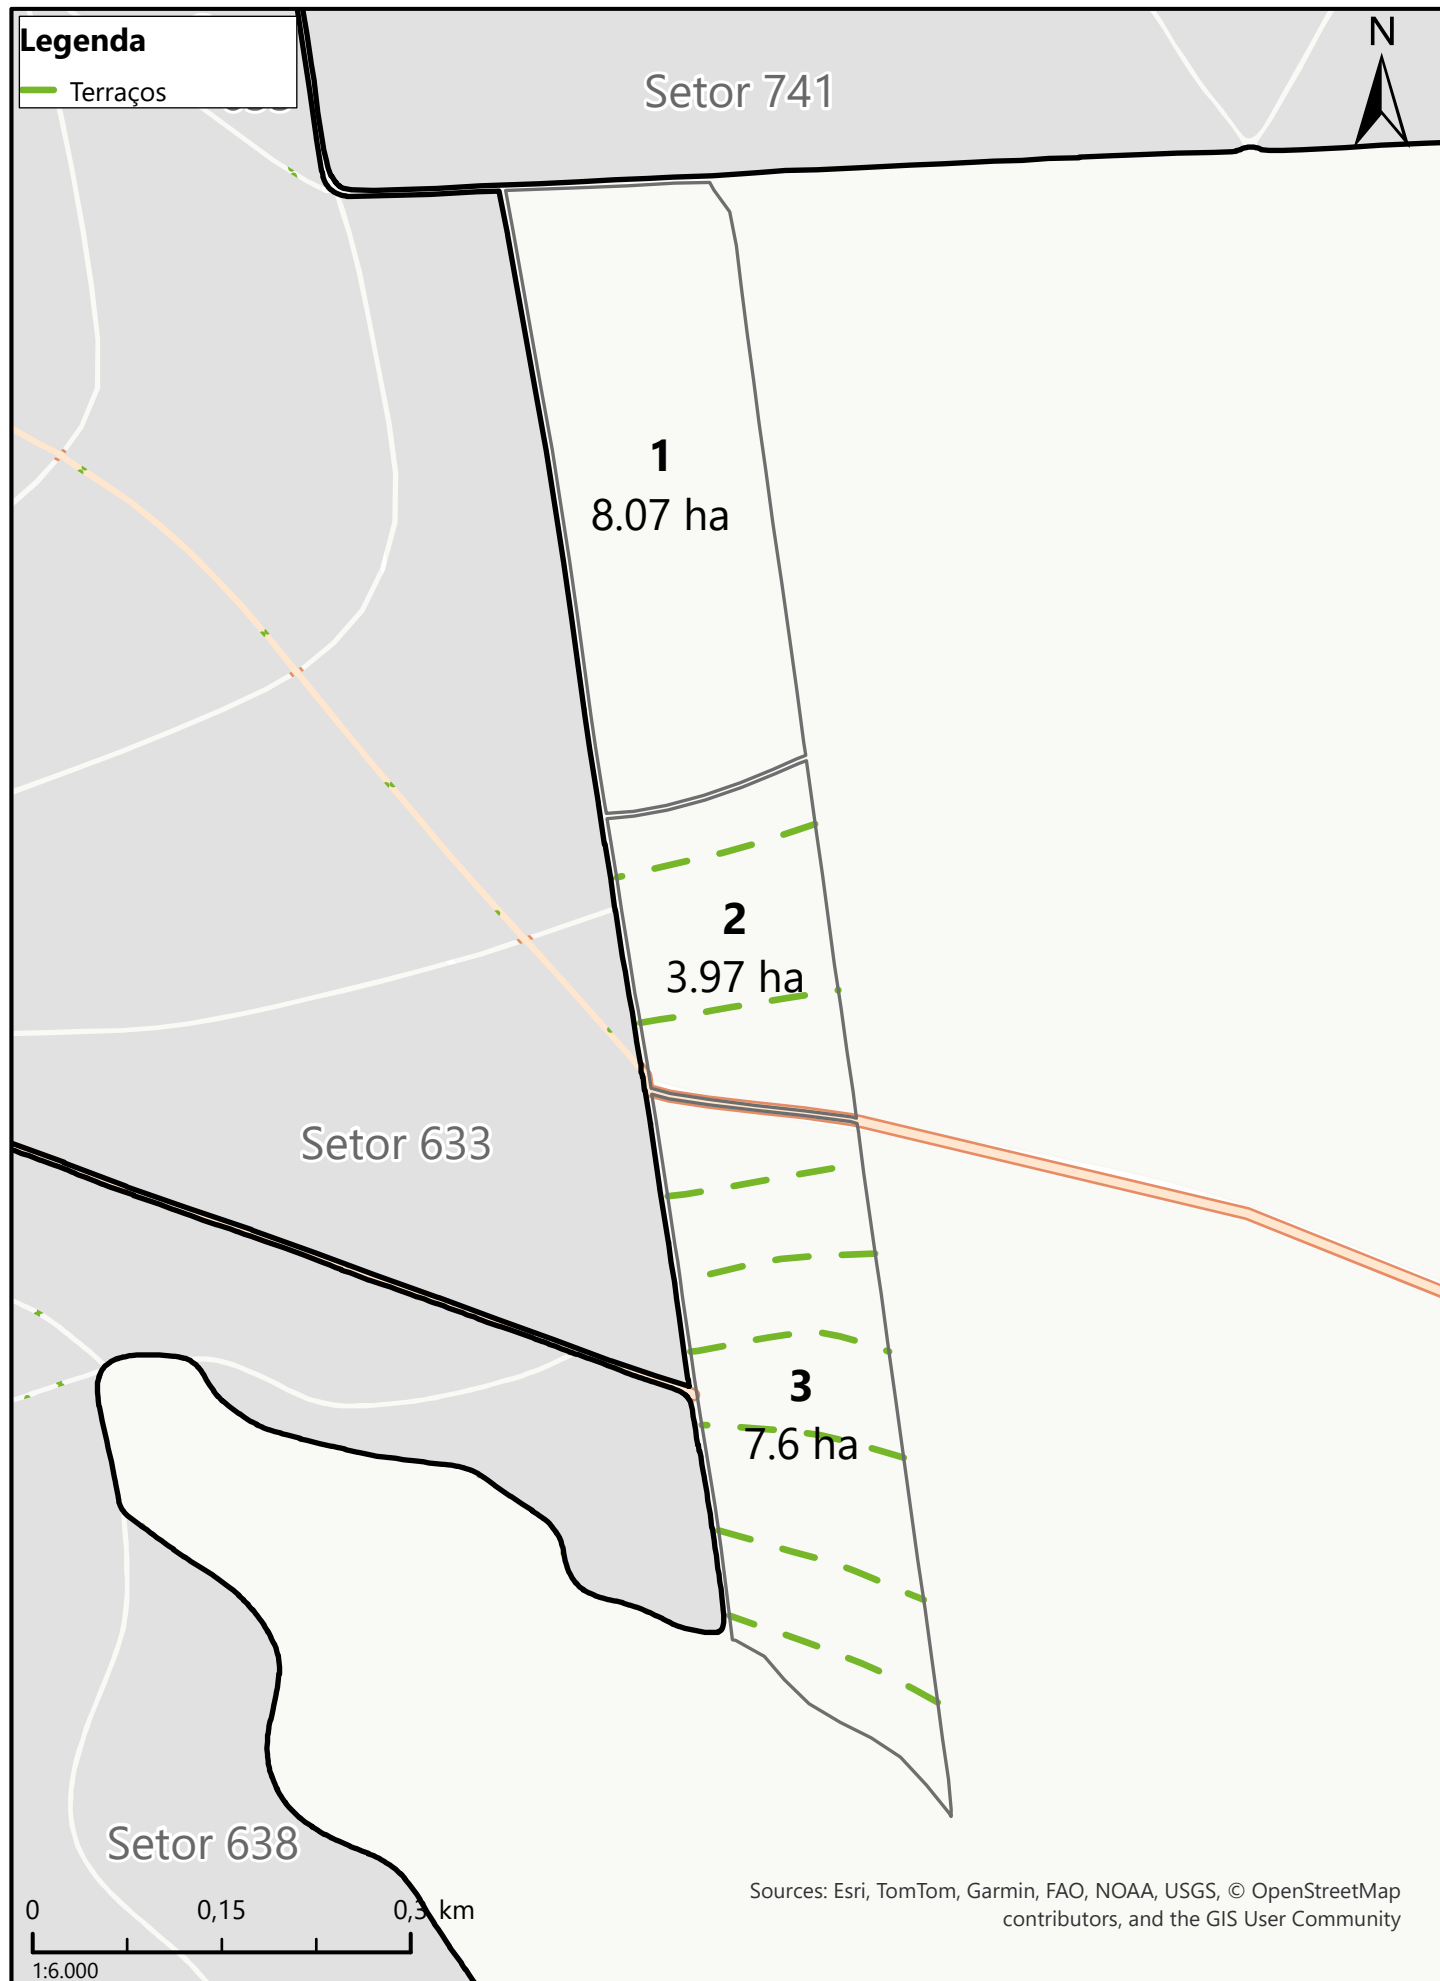 Legenda
Terraços
Setor 741
N
1
8.07 ha
2
3.97 ha
Setor 633
3
7.6 ha
Setor 638
0 0,15 0,3 km
1:6.000
Sources: Esri, TomTom, Garmin, FAO, NOAA, USGS, © OpenStreetMap
contributors, and the GIS User Community